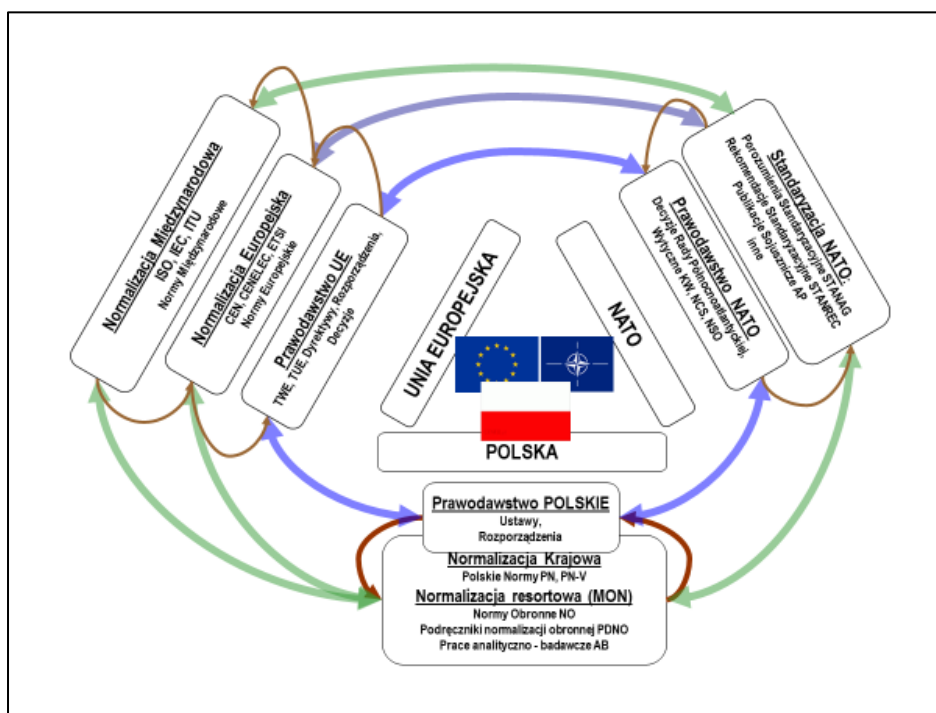 Normalizacja Międzynarodowa
ISO, IEC, ITU
Normy Międzynarodowe
Normalizacja Europejska
CEN, CENELEC, ETSI
Normy Europejskie
Prawodawstwo UE
TWE, TUE, Dyrektywy, Rozporządzenia,
Decyzje
UNIA EUROPEJSKA
NATO
POLSKA
Prawodawstwo NATO
Decyzje Rady Północnoatlantyckiej,
Wytyczne KW, NCS, NSO
Standaryzacja NATO:
Porozumienia Standaryzacyjne STANAG
Rekomendacje Standaryzacyjne STANREC
Publikacje Sojusznicze AP
inne
Prawodawstwo POLSKIE
Ustawy,
Rozporządzenia
Normalizacja Krajowa
Polskie Normy PN, PN-V
Normalizacja resortowa (MON)
Normy Obronne NO
Podręczniki normalizacji obronnej PDNO
Prace analityczno - badawcze AB